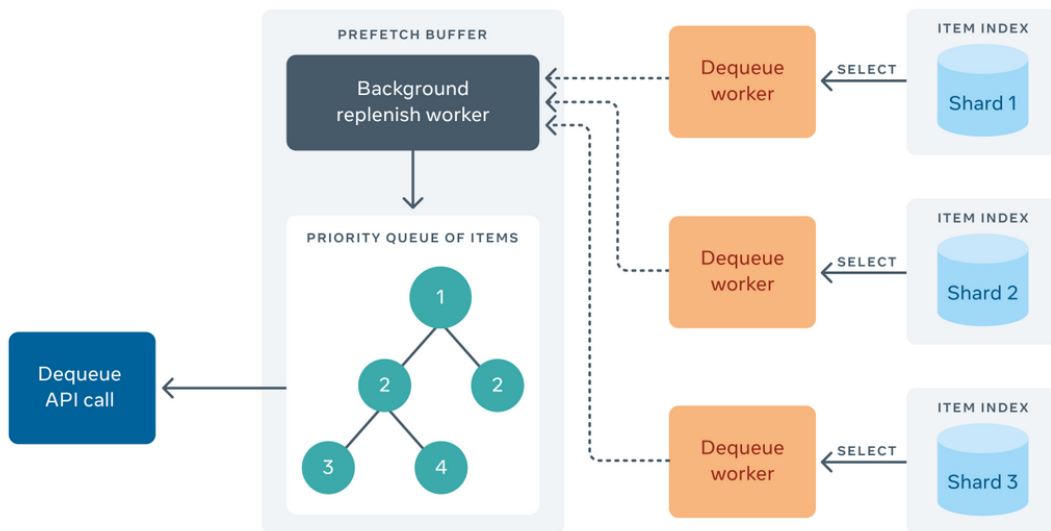 PREFETCH BUFFER
Background
replenish worker
PRIORITY QUEUE OF ITEMS
1
2
2
3
4
Dequeue
API call
Dequeue
worker
SELECT
ITEM INDEX
Shard 1
Dequeue
worker
SELECT
ITEM INDEX
Shard 2
Dequeue
worker
SELECT
ITEM INDEX
Shard 3